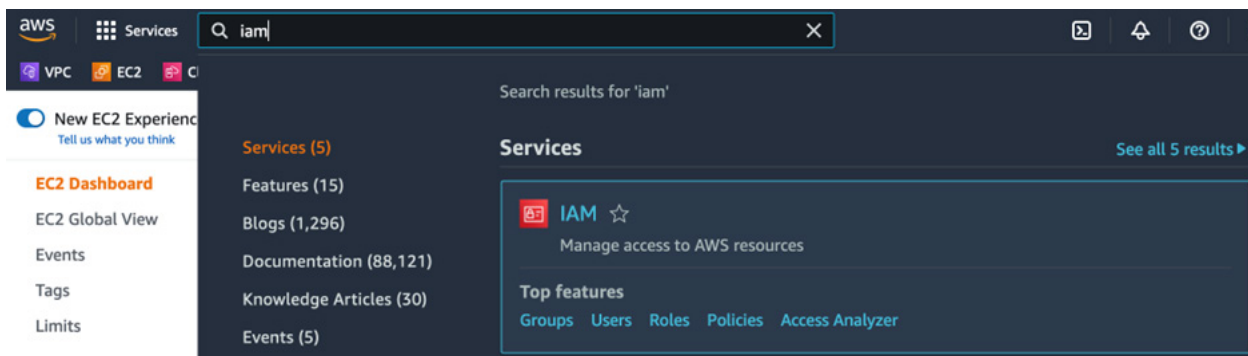 aws Services iam
VPC EC2
Search results for 'iam'
New EC2 Experienc
Tell us what you think
EC2 Dashboard
EC2 Global View
Events
Tags
Limits
Services (5)
Features (15)
Blogs (1,296)
Documentation (88,121)
Knowledge Articles (30)
Events (5)
Services
See all 5 results
IAM
Manage access to AWS resources
Top features
Groups Users Roles Policies Access Analyzer